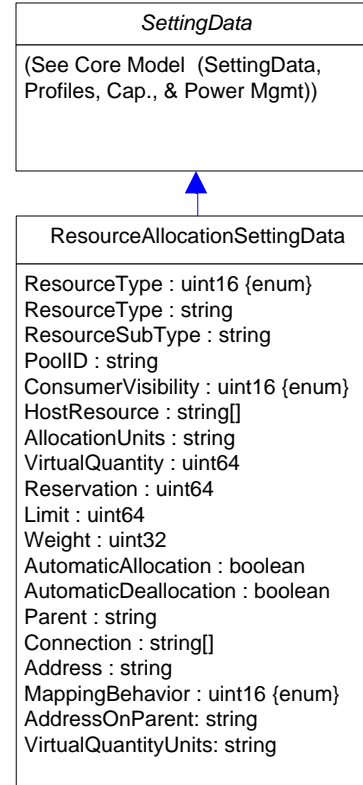 SettingData
(See Core Model  (SettingData,
Profiles, Cap., & Power Mgmt))
ResourceAllocationSettingData
ResourceType : uint16 {enum}
ResourceType : string
ResourceSubType : string
PoolID : string
ConsumerVisibility : uint16 {enum}
HostResource : string[]
AllocationUnits : string
VirtualQuantity : uint64
Reservation : uint64
Limit : uint64
Weight : uint32
AutomaticAllocation : boolean
AutomaticDeallocation : boolean
Parent : string
Connection : string[]
Address : string
MappingBehavior : uint16 {enum}
AddressOnParent: string
VirtualQuantityUnits: string